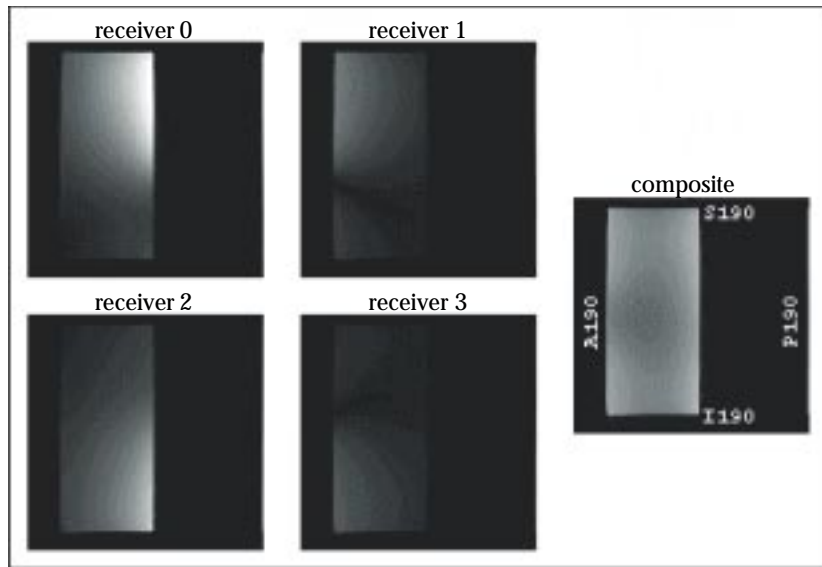 receiver 0
receiver 1
receiver 2
receiver 3
composite
S190
A190
P190
I190